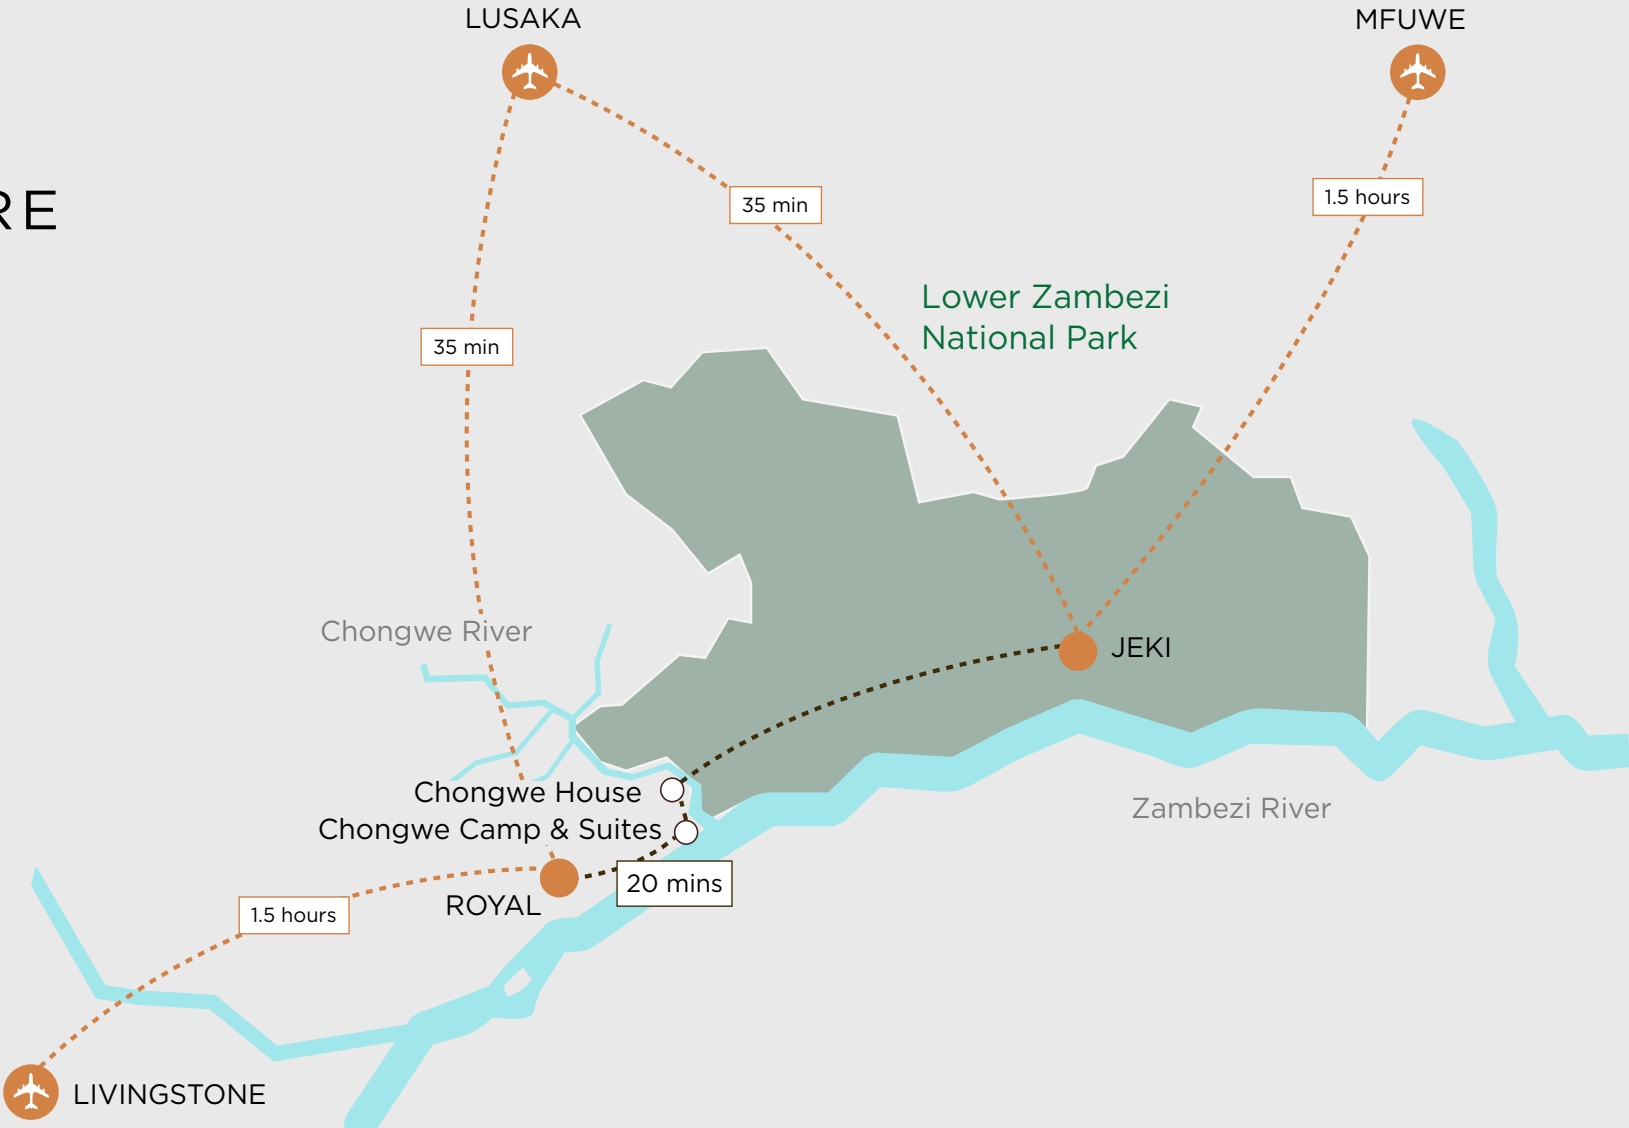 LUSAKA
MFUWE
RE
35 min
1.5 hours
Lower Zambezi
National Park
35 min
Chongwe River
JEKI
Chongwe House
Zambezi River
Chongwe Camp & Suites
20 mins
ROYAL
1.5 hours
LIVINGSTONE